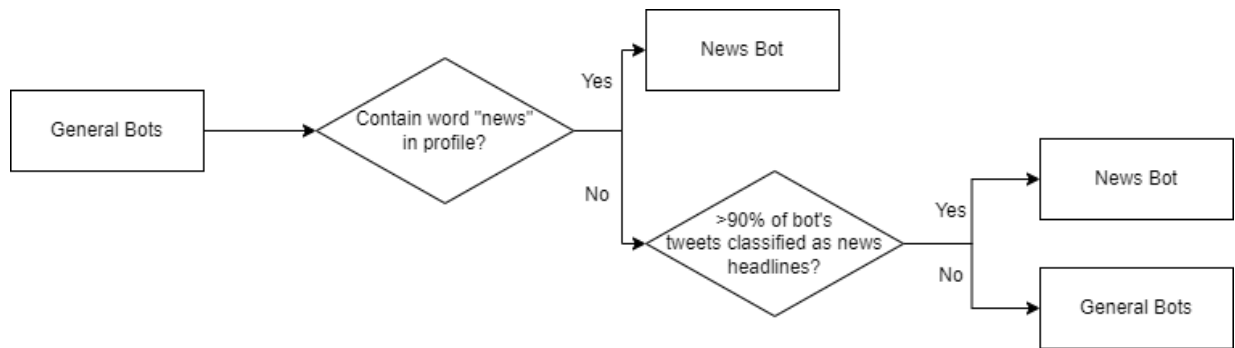 General Bots
Contain word "news"
in profile?
Yes
News Bot
No
>90% of bot's
tweets classified as news
headlines?
Yes
News Bot
No
General Bots